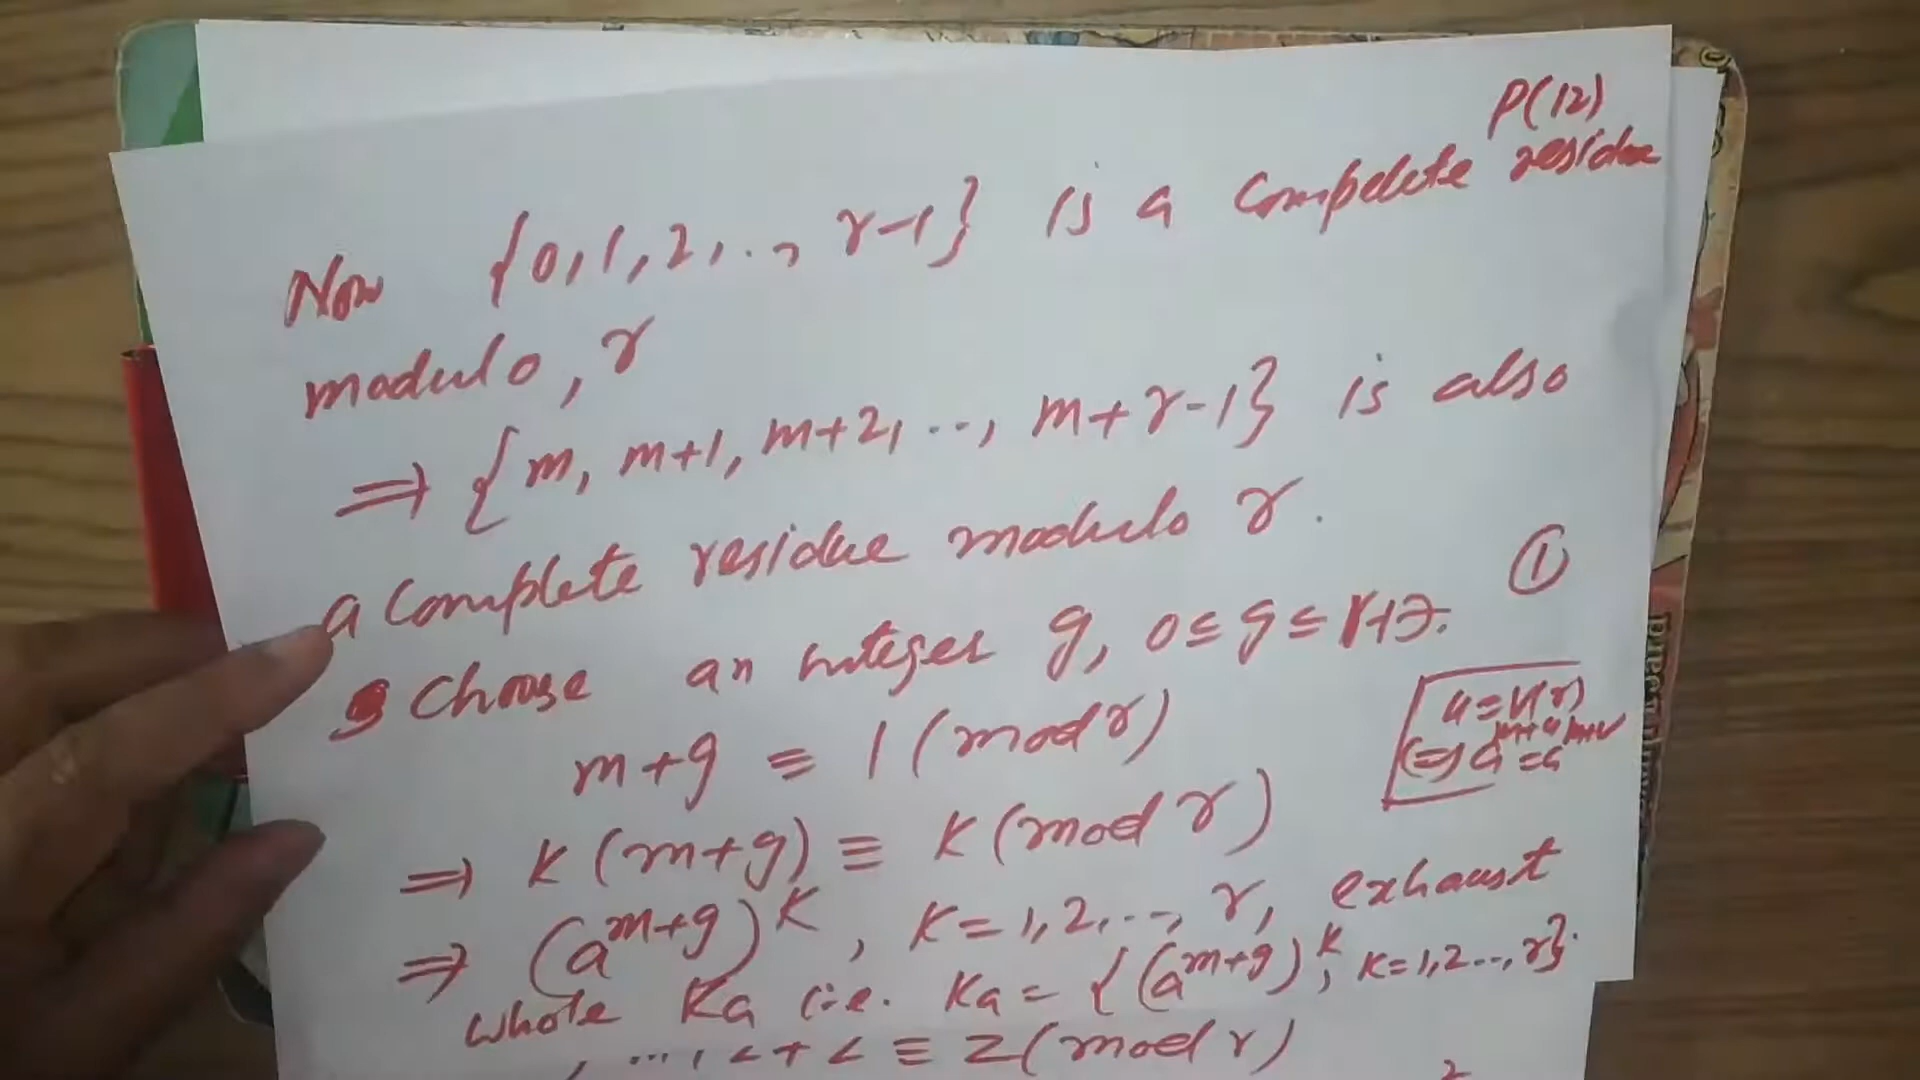 P(12)
Now {0,1,2,.., r-1} is a complete residue
modulo, r
⇒ {m, m+1, m+2, .., m+r-1} is also
a complete residue modulo r.
①
Choose an integer g, 0≤g≤r-1.
m+g ≡ 1 (mod r)
u≡v(r)
⇔ a^{m+u}=a^{m+v}
⇒ K(m+g) ≡ K (mod r)
⇒ (a^{m+g})^K, K=1,2,.., r, exhaust
whole Ka i.e. Ka = {(a^{m+g})^K, K=1,2..,r}.
≡ 2(mod r)